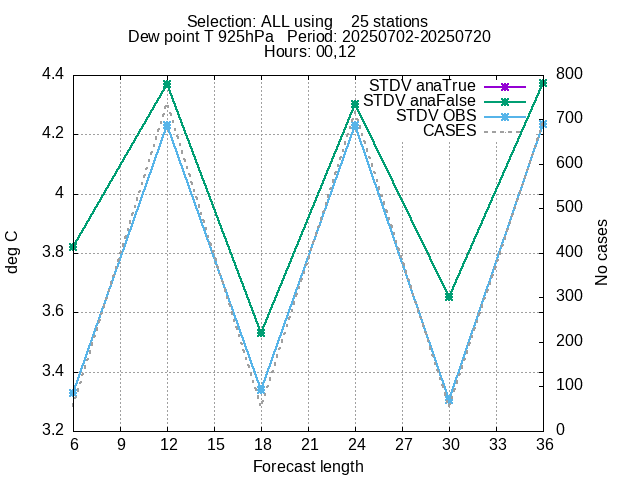 Selection: ALL using    25 stations
Dew point T 925hPa   Period: 20250702-20250720
Hours: 00,12
STDV anaTrue
STDV anaFalse
STDV OBS
CASES
4.4
4.2
4
3.8
3.6
3.4
3.2
deg C
800
700
600
500
400
300
200
100
0
No cases
6 9 12 15 18 21 24 27 30 33 36
Forecast length